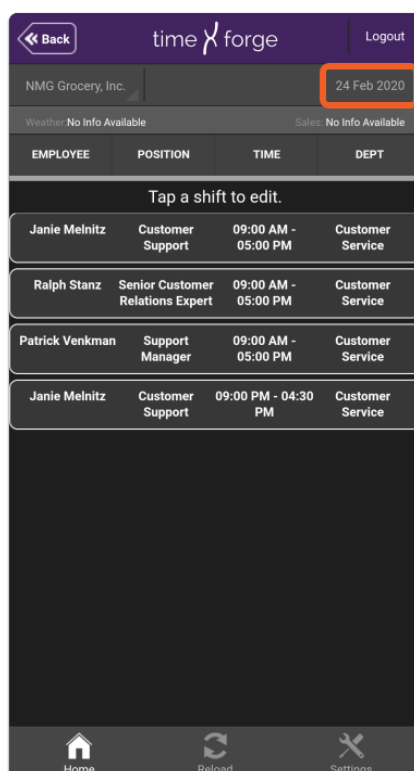 Back
time forge
Logout
NMG Grocery, Inc.
24 Feb 2020
Weather: No Info Available
Sales: No Info Available
EMPLOYEE POSITION TIME DEPT
Tap a shift to edit.
Janie Melnitz Customer 09:00 AM - Customer
Support 05:00 PM Service
Ralph Stanz Senior Customer 09:00 AM - Customer
Relations Expert 05:00 PM Service
Patrick Venkman Support 09:00 AM - Customer
Manager 05:00 PM Service
Janie Melnitz Customer 09:00 PM - 04:30 Customer
Support PM Service
Home Reload Settings